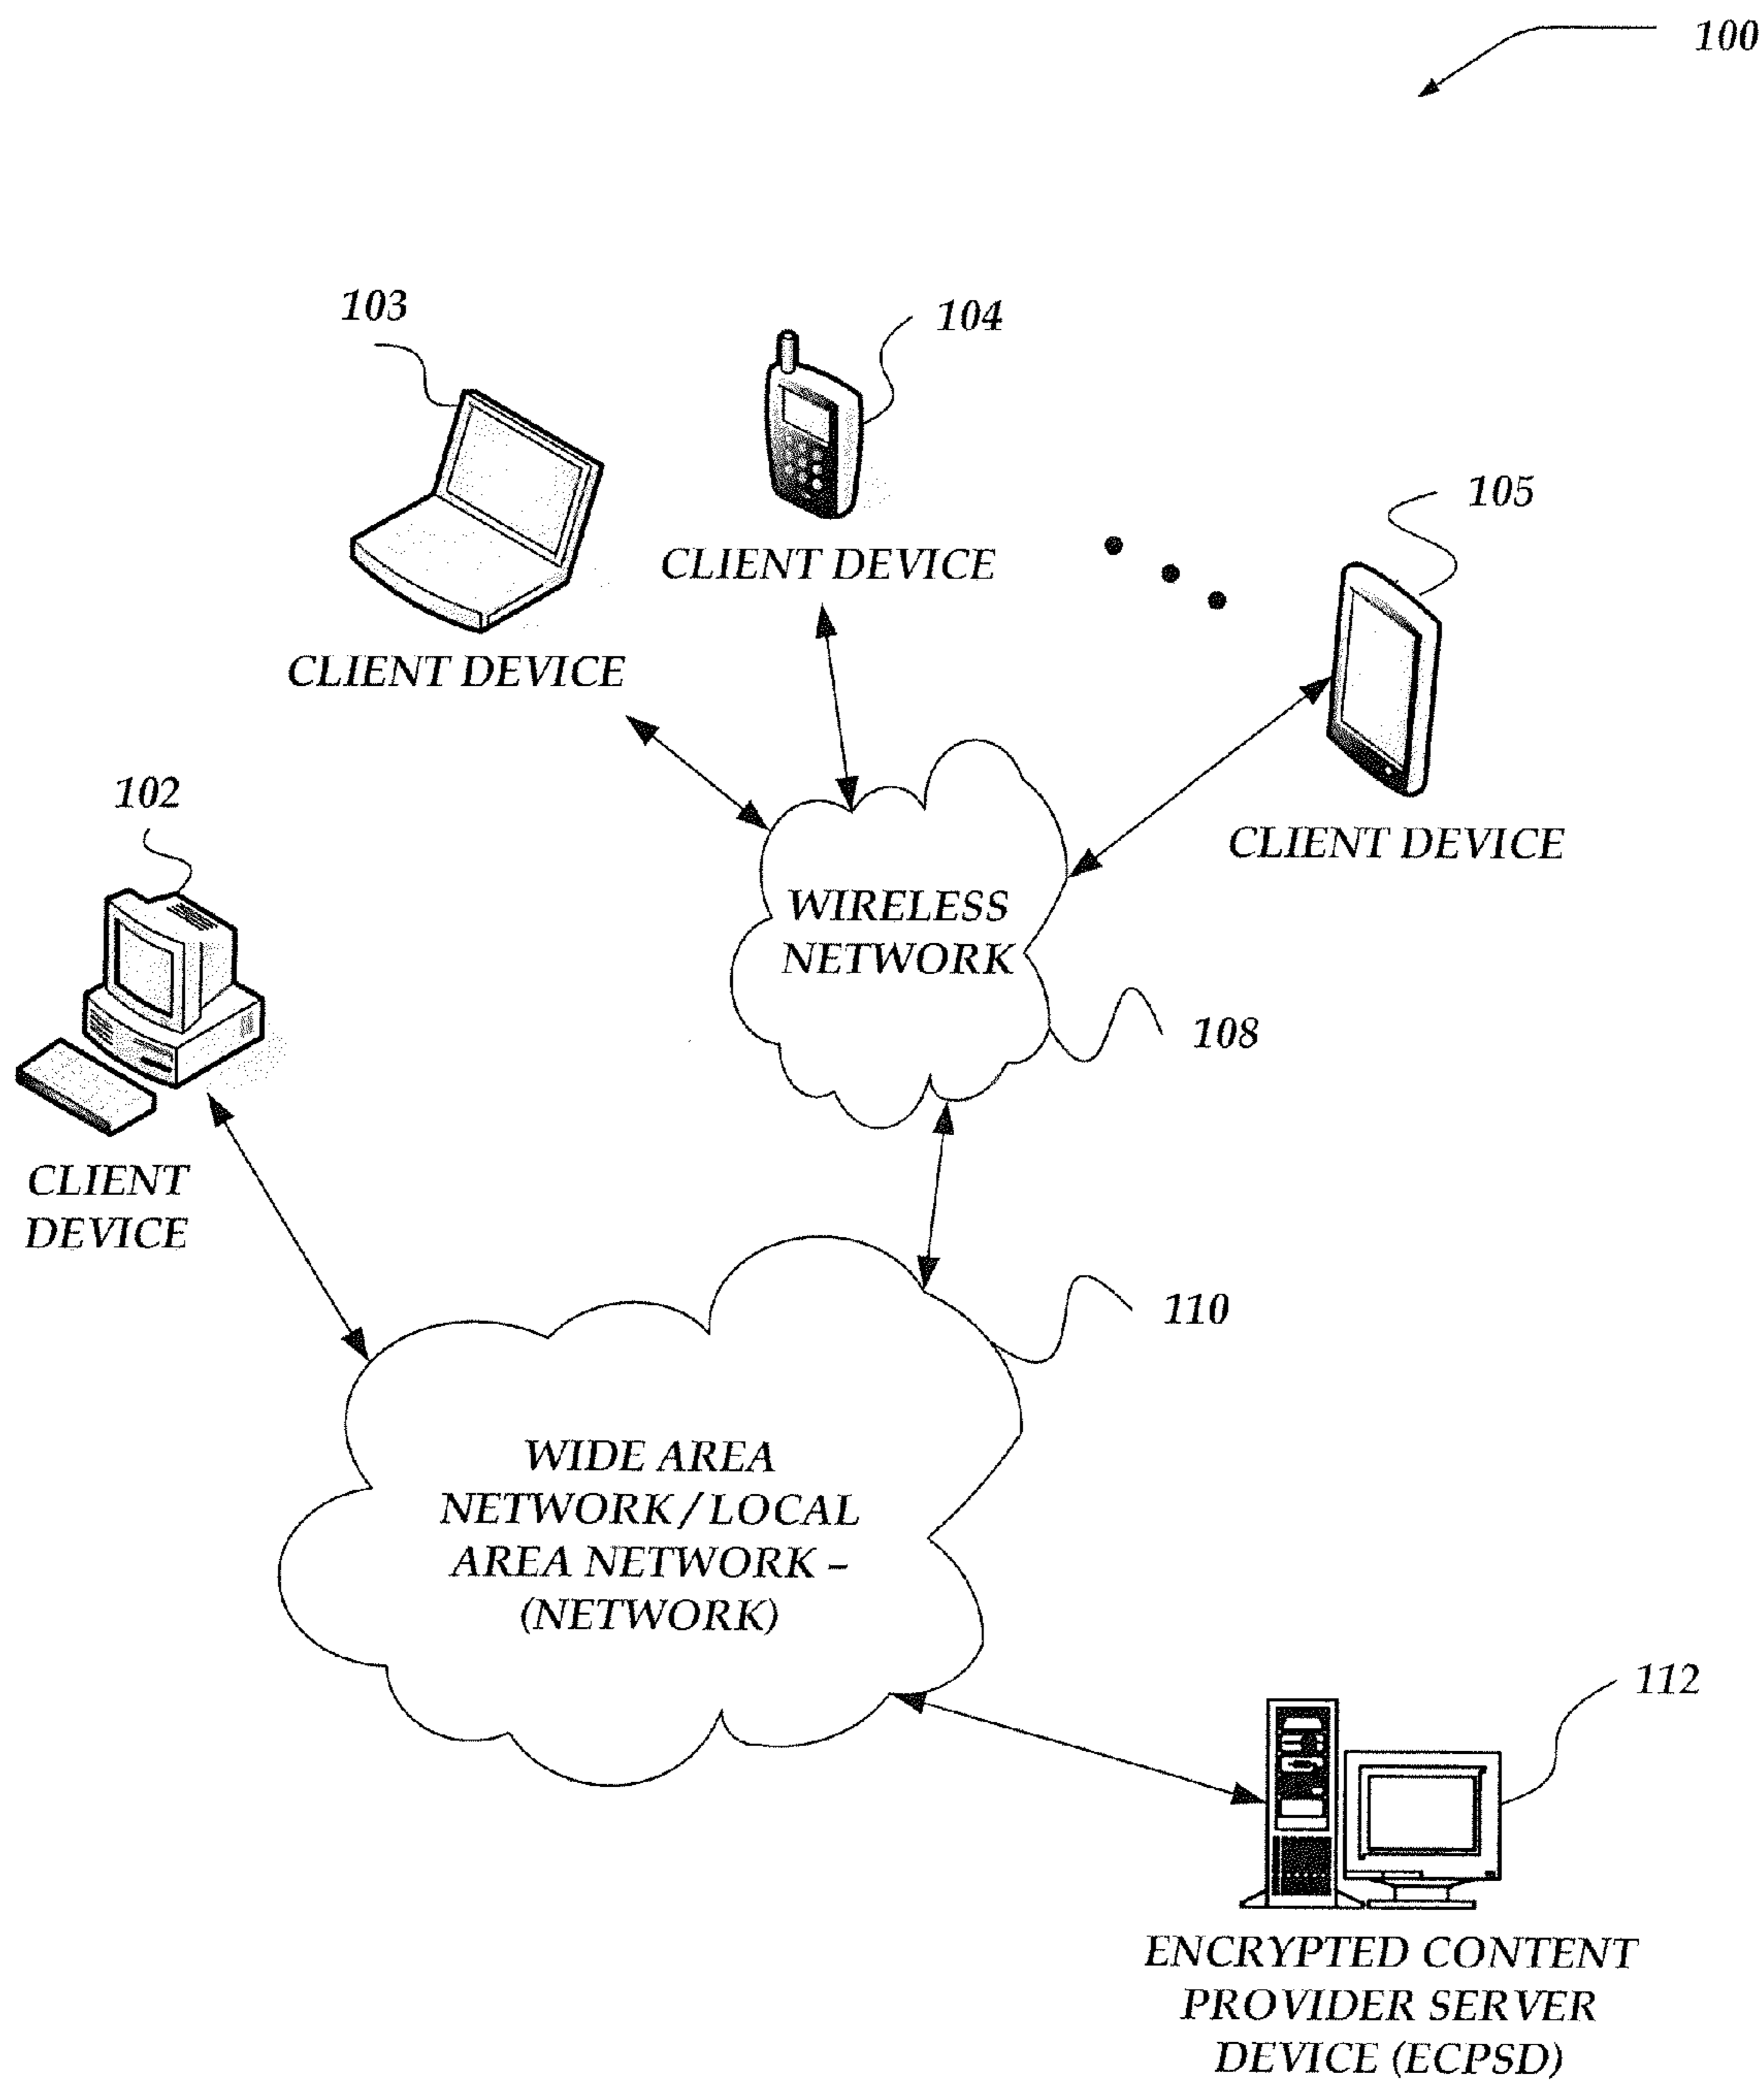 100
103
104
105
CLIENT DEVICE
CLIENT DEVICE
CLIENT DEVICE
102
WIRELESS
NETWORK
108
CLIENT
DEVICE
110
WIDE AREA
NETWORK / LOCAL
AREA NETWORK –
(NETWORK)
112
ENCRYPTED CONTENT
PROVIDER SERVER
DEVICE (ECPSD)